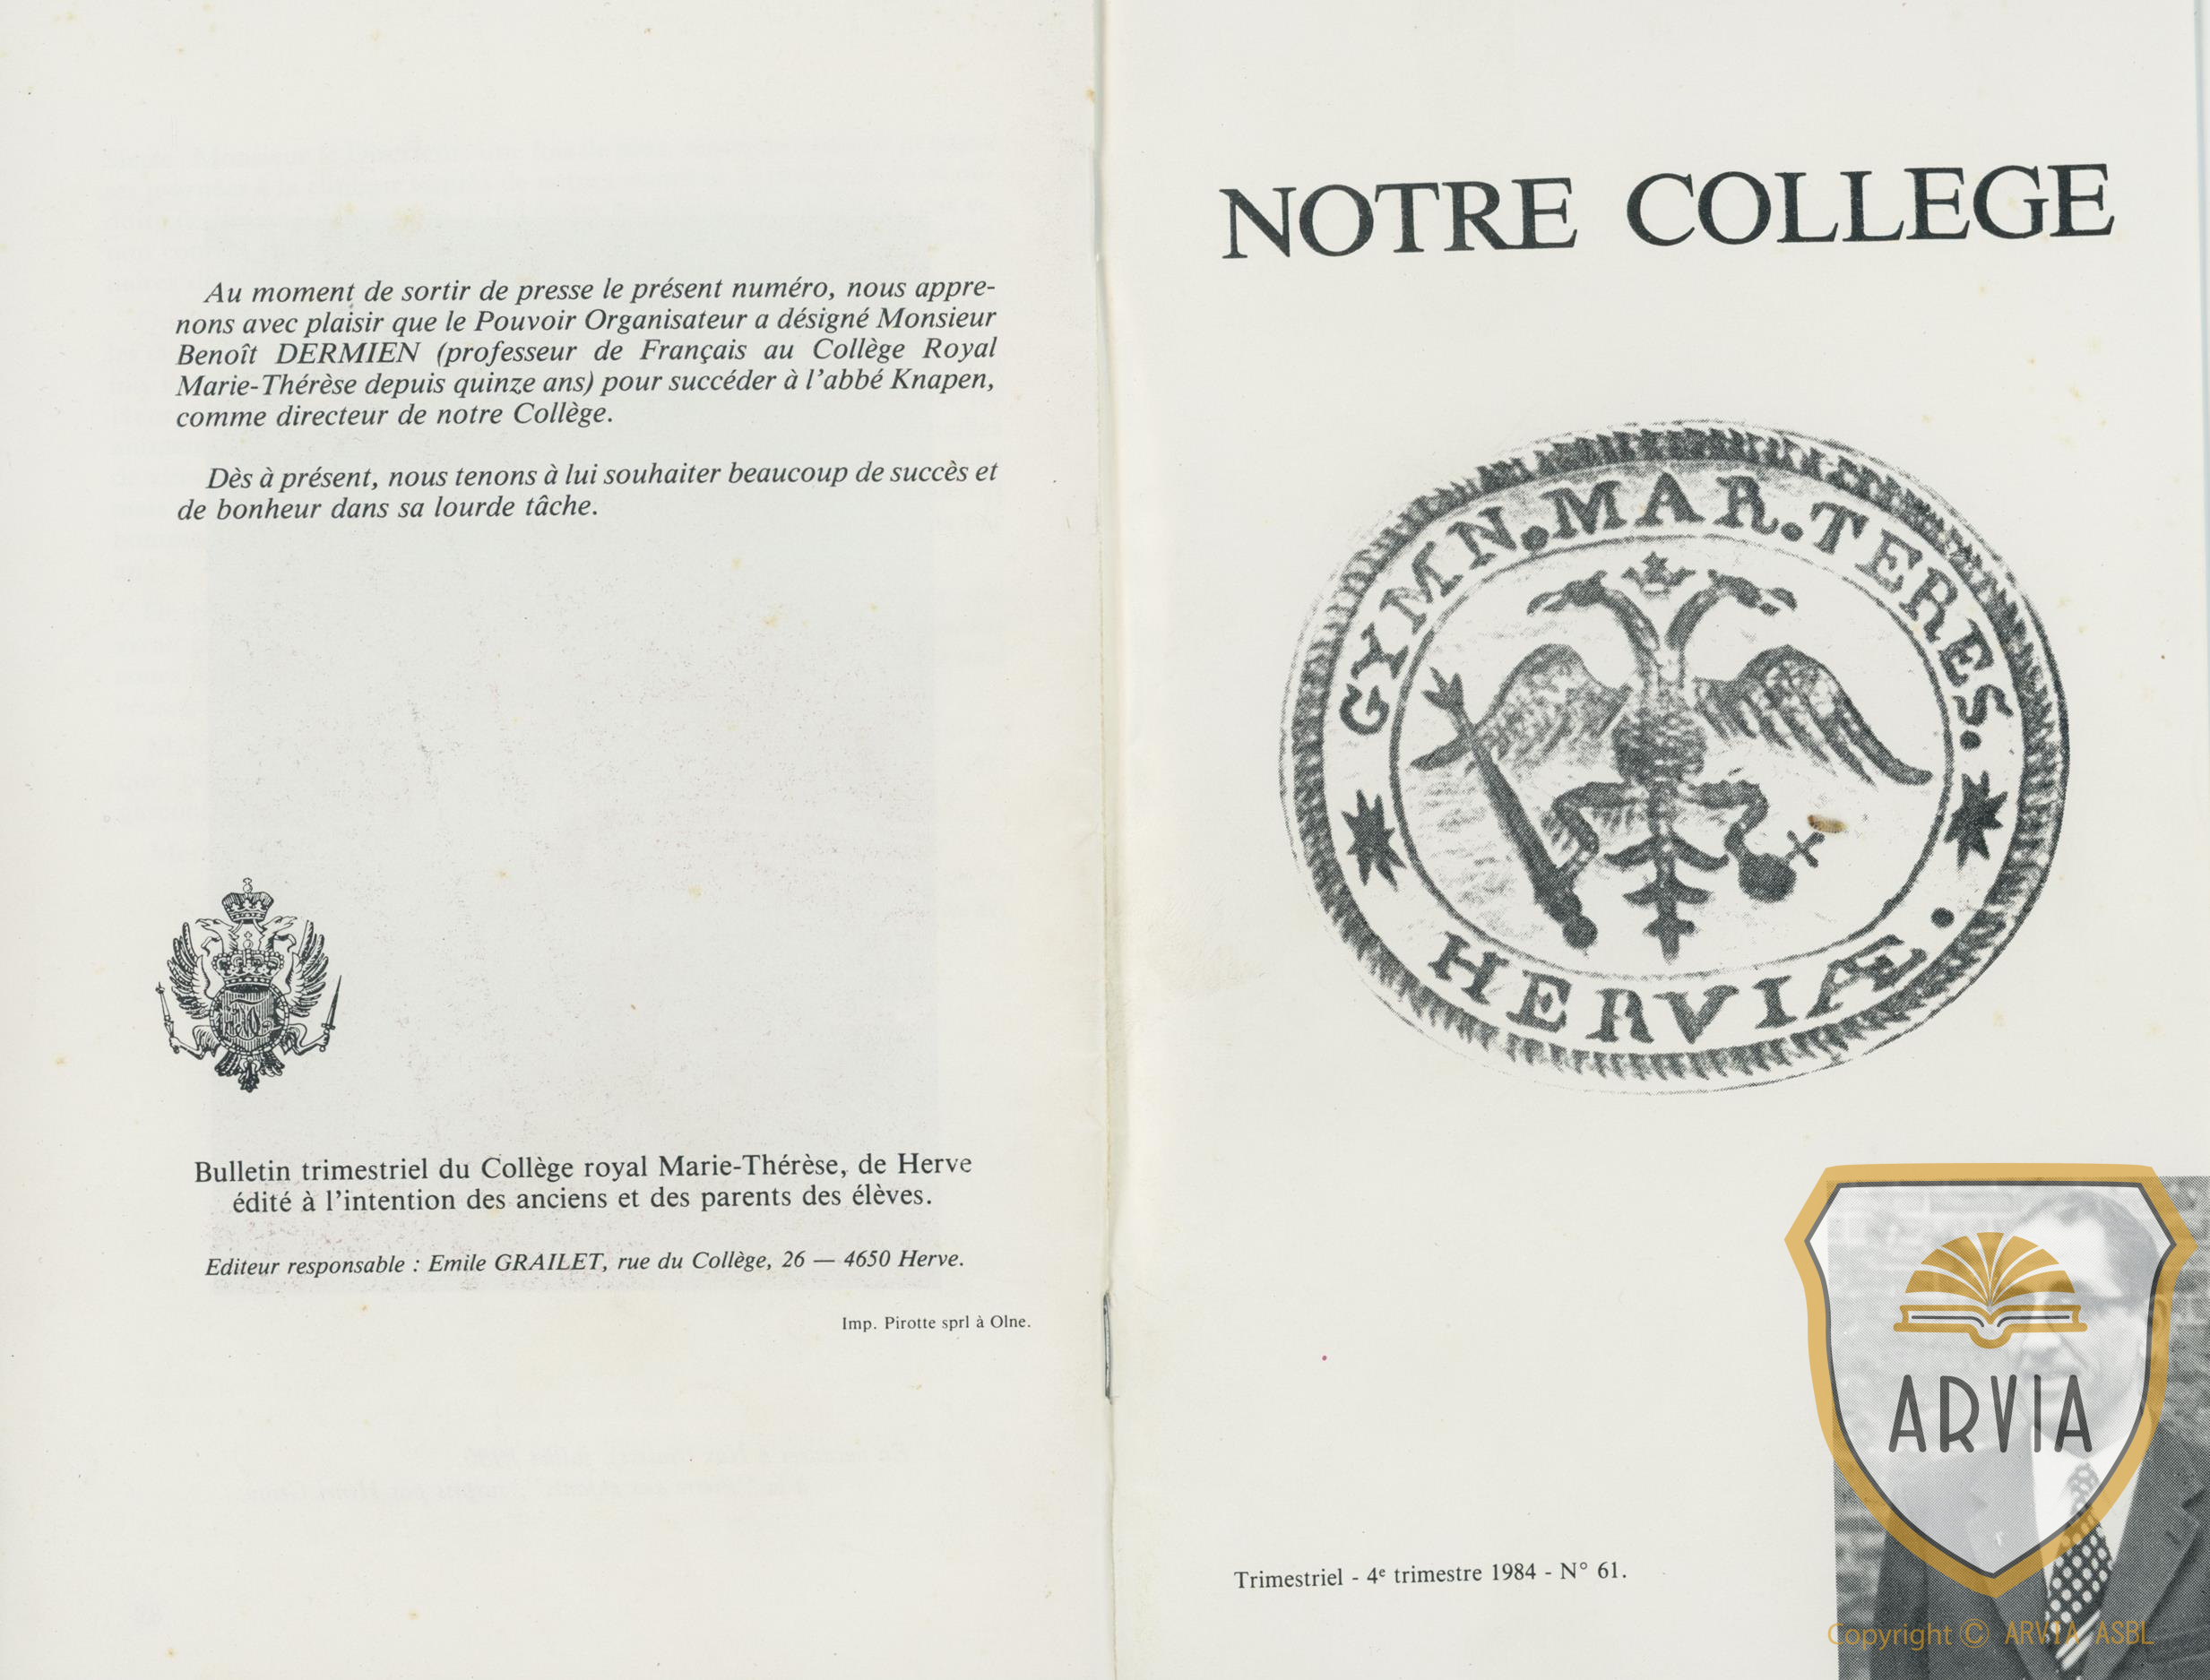 Au moment de sortir de presse le présent numéro, nous appre-
nons avec plaisir que le Pouvoir Organisateur a désigné Monsieur
Benoît DERMIEN (professeur de Français au Collège Royal
Marie-Thérèse depuis quinze ans) pour succéder à l'abbé Knapen,
comme directeur de notre Collège.
Dès à présent, nous tenons à lui souhaiter beaucoup de succès et
de bonheur dans sa lourde tâche.
Bulletin trimestriel du Collège royal Marie-Thérèse, de Herve
édité à l'intention des anciens et des parents des élèves.
Editeur responsable : Emile GRAILET, rue du Collège, 26 — 4650 Herve.
Imp. Pirotte sprl à Olne.
NOTRE COLLEGE
GYMN.MAR.TERES.
HERVIÆ.
Trimestriel - 4e trimestre 1984 - N° 61.
ARVIA
Copyright © ARVIA ASBL